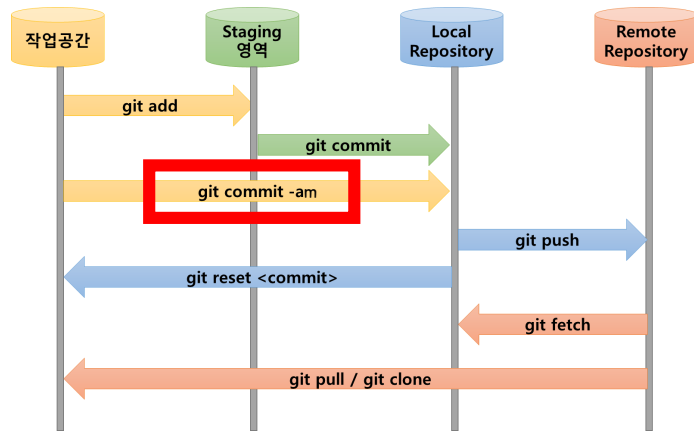 작업공간
Staging
영역
Local
Repository
Remote
Repository
git add
git commit
git commit -am
git push
git reset <commit>
git fetch
git pull / git clone